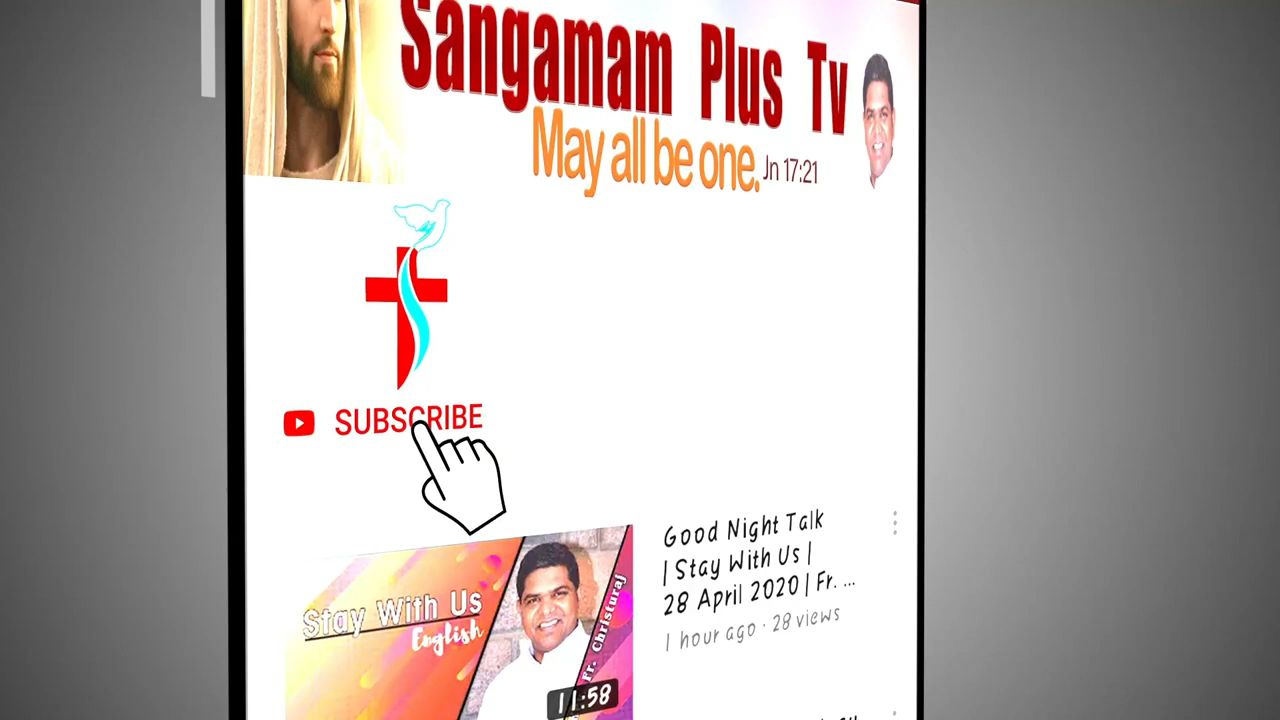 Sangamam Plus Tv
May all be one. Jn 17:21
SUBSCRIBE
Good Night Talk
| Stay With Us |
28 April 2020 | Fr. ...
1 hour ago · 28 views
Stay With Us
English
Fr. Christuraj
11:58